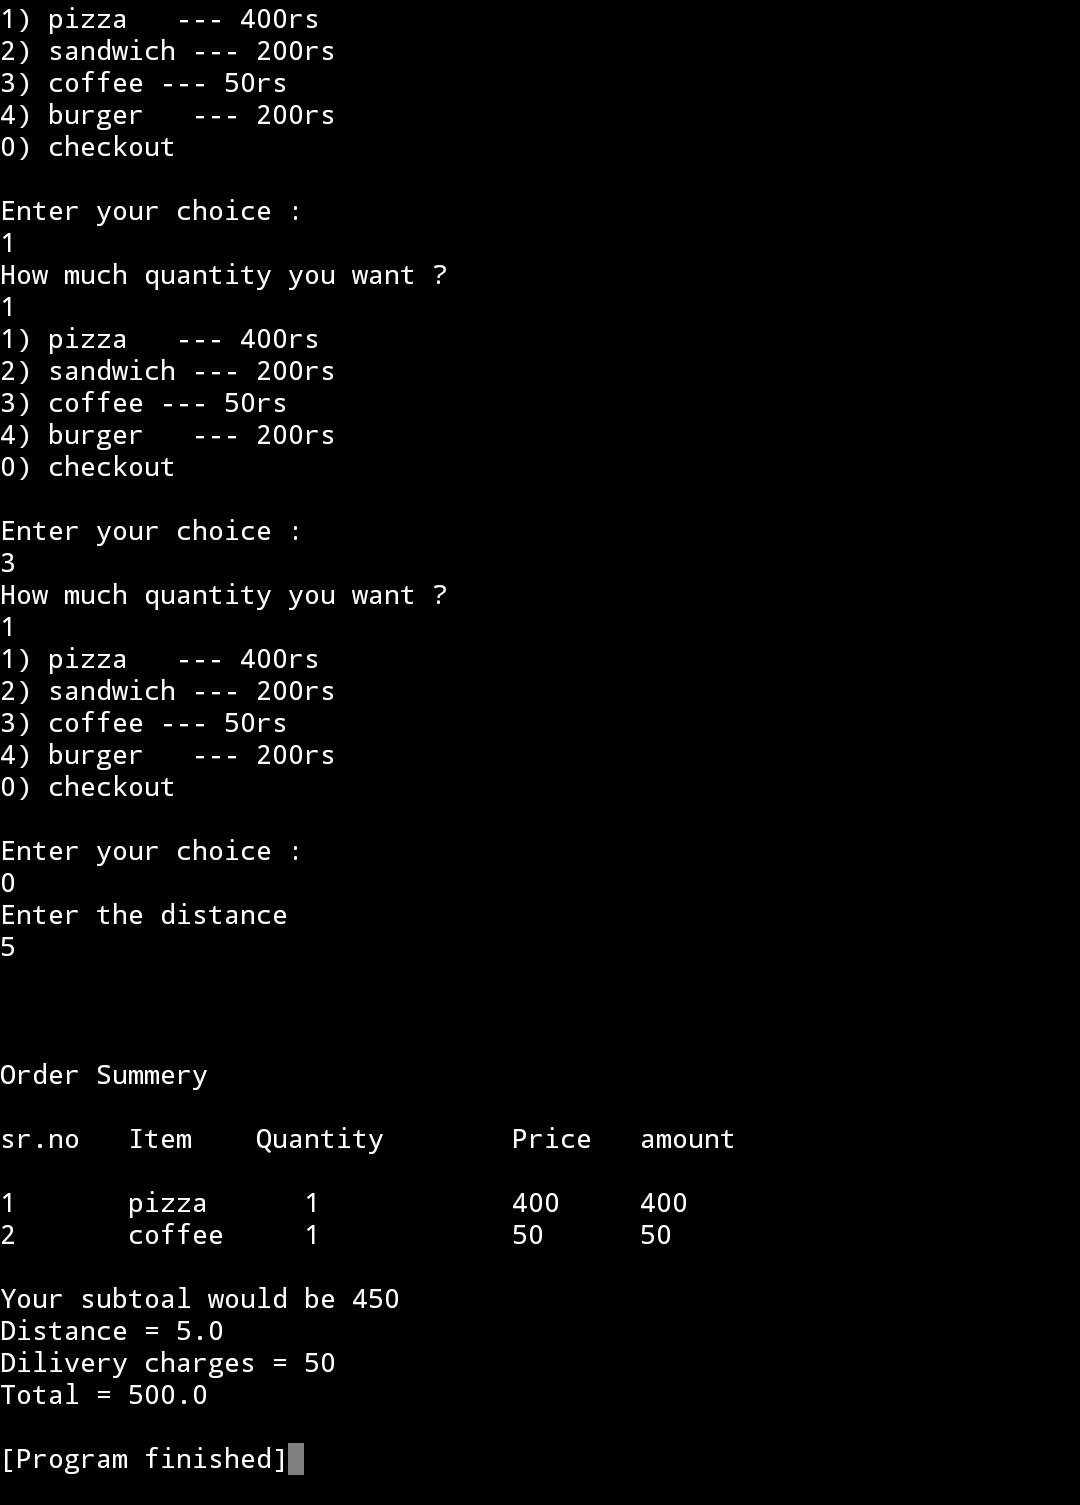 1) pizza   --- 400rs
2) sandwich --- 200rs
3) coffee --- 50rs
4) burger   --- 200rs
0) checkout
Enter your choice :
1
How much quantity you want ?
1
1) pizza   --- 400rs
2) sandwich --- 200rs
3) coffee --- 50rs
4) burger   --- 200rs
0) checkout
Enter your choice :
3
How much quantity you want ?
1
1) pizza   --- 400rs
2) sandwich --- 200rs
3) coffee --- 50rs
4) burger   --- 200rs
0) checkout
Enter your choice :
0
Enter the distance
5
Order Summery
sr.no   Item    Quantity        Price   amount
1       pizza      1            400     400
2       coffee     1            50      50
Your subtoal would be 450
Distance = 5.0
Dilivery charges = 50
Total = 500.0
[Program finished]